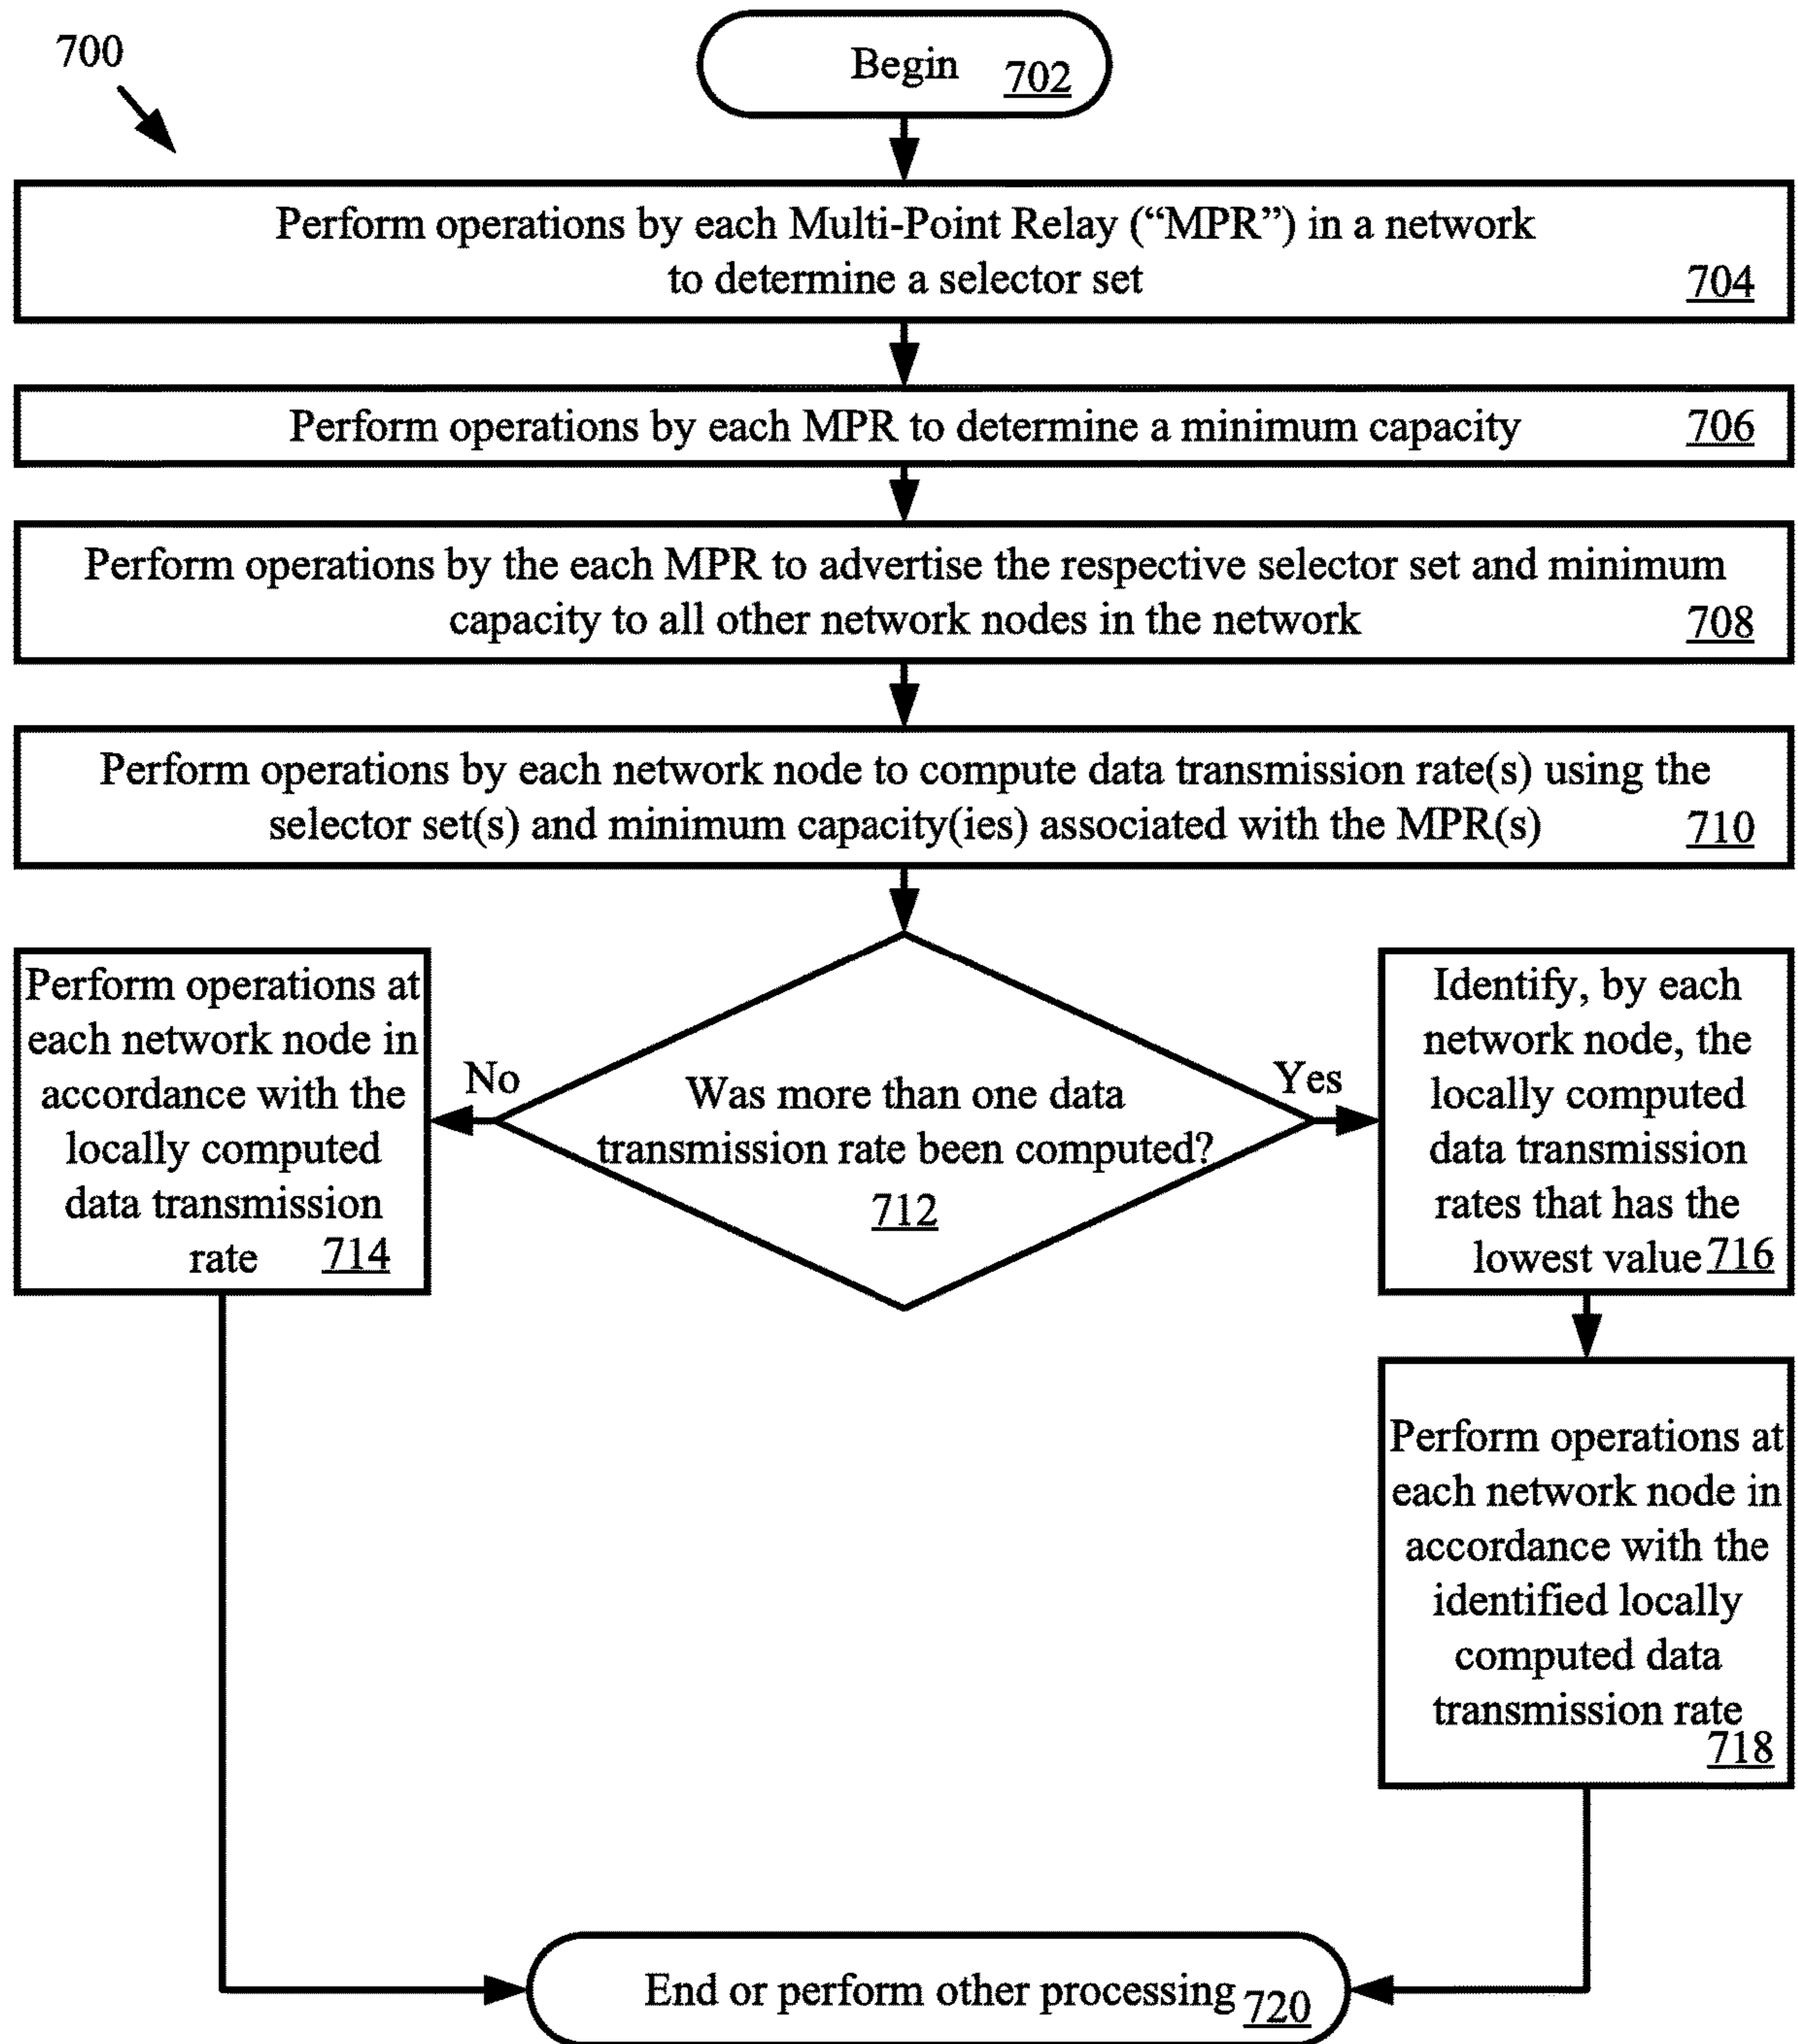 700
Begin 702
Perform operations by each Multi-Point Relay (“MPR”) in a network
to determine a selector set
704
Perform operations by each MPR to determine a minimum capacity 706
Perform operations by the each MPR to advertise the respective selector set and minimum
capacity to all other network nodes in the network
708
Perform operations by each network node to compute data transmission rate(s) using the
selector set(s) and minimum capacity(ies) associated with the MPR(s)
710
Perform operations at
each network node in
accordance with the
locally computed
data transmission
rate 714
No
Was more than one data
transmission rate been computed?
712
Yes
Identify, by each
network node, the
locally computed
data transmission
rates that has the
lowest value 716
Perform operations at
each network node in
accordance with the
identified locally
computed data
transmission rate
718
End or perform other processing 720